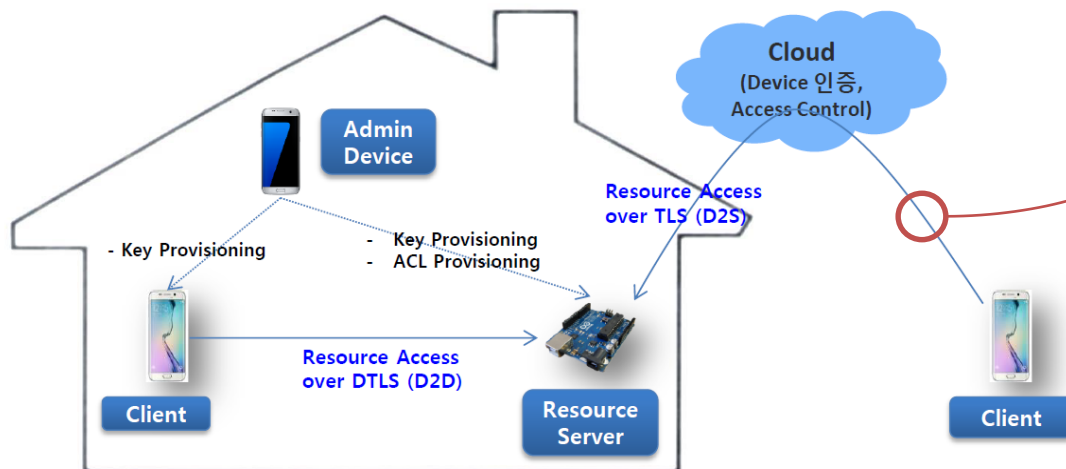 Cloud
(Device 인증,
Access Control)
Admin
Device
Resource Access
over TLS (D2S)
- Key Provisioning
- Key Provisioning
- ACL Provisioning
Resource Access
over DTLS (D2D)
Client
Resource
Server
Client